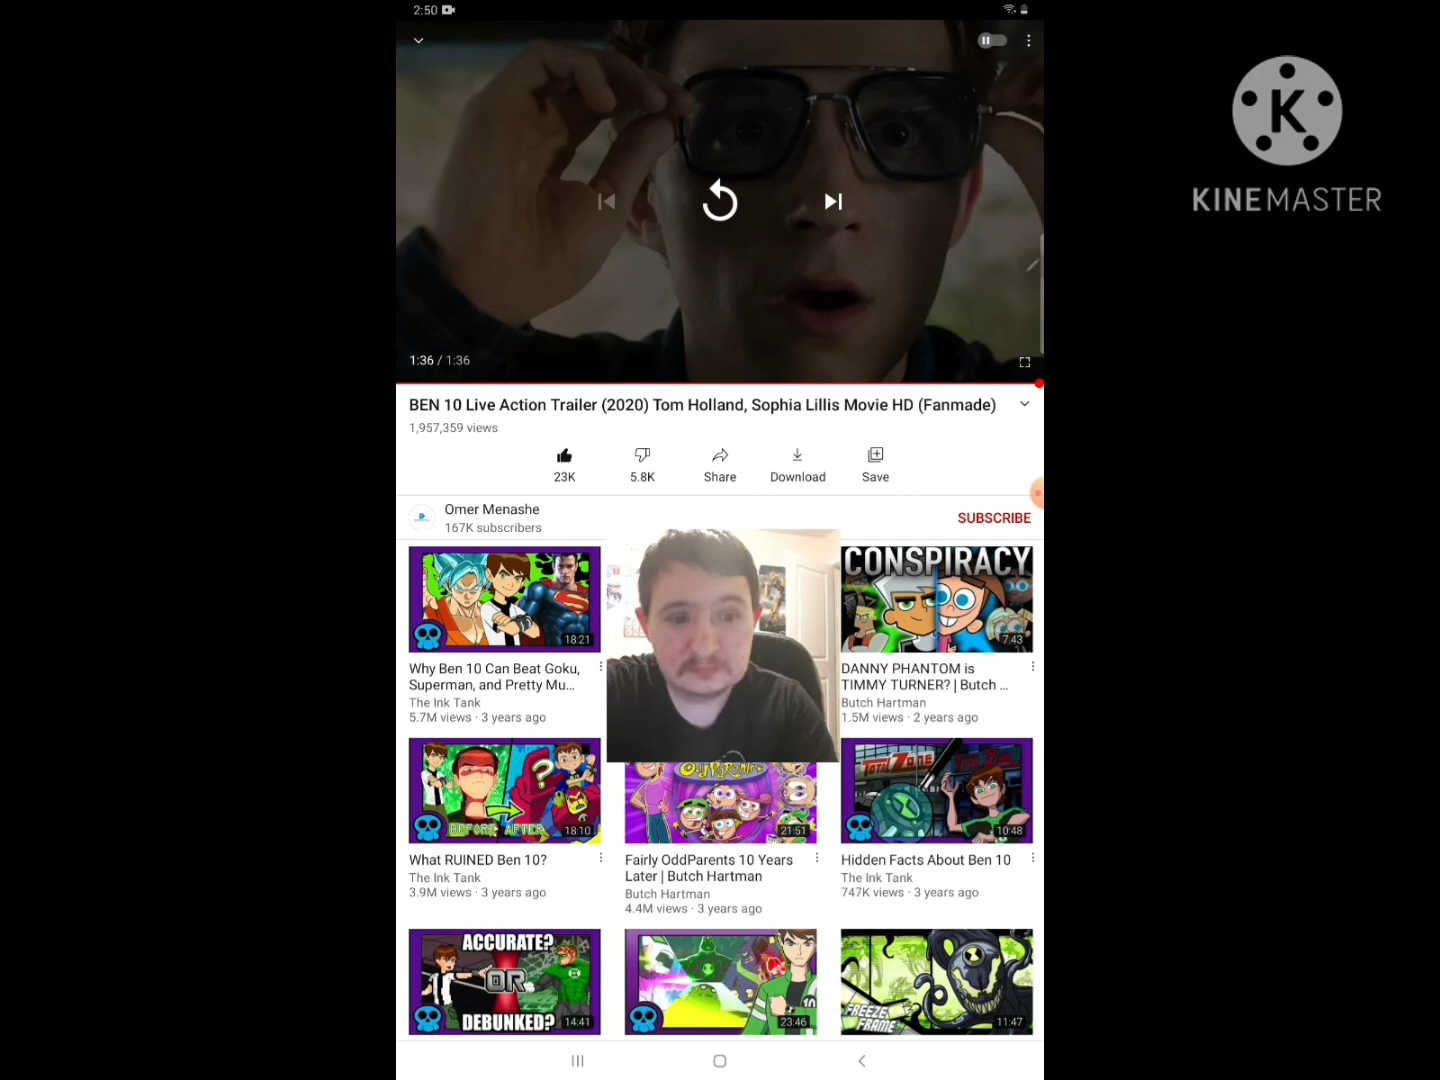 2:50
KINEMASTER
1:36 / 1:36
BEN 10 Live Action Trailer (2020) Tom Holland, Sophia Lillis Movie HD (Fanmade)
1,957,359 views
23K
5.8K
Share
Download
Save
Omer Menashe
167K subscribers
SUBSCRIBE
18:21
CONSPIRACY
7:43
Why Ben 10 Can Beat Goku,
Superman, and Pretty Mu...
The Ink Tank
5.7M views · 3 years ago
DANNY PHANTOM is
TIMMY TURNER? | Butch ...
Butch Hartman
1.5M views · 2 years ago
BEFORE AFTER
18:10
OddParents
21:51
TOTAL ZONE
10:48
What RUINED Ben 10?
The Ink Tank
3.9M views · 3 years ago
Fairly OddParents 10 Years
Later | Butch Hartman
Butch Hartman
4.4M views · 3 years ago
Hidden Facts About Ben 10
The Ink Tank
747K views · 3 years ago
ACCURATE?
OR
DEBUNKED?
14:41
10
23:46
FREEZE
FRAME
11:47